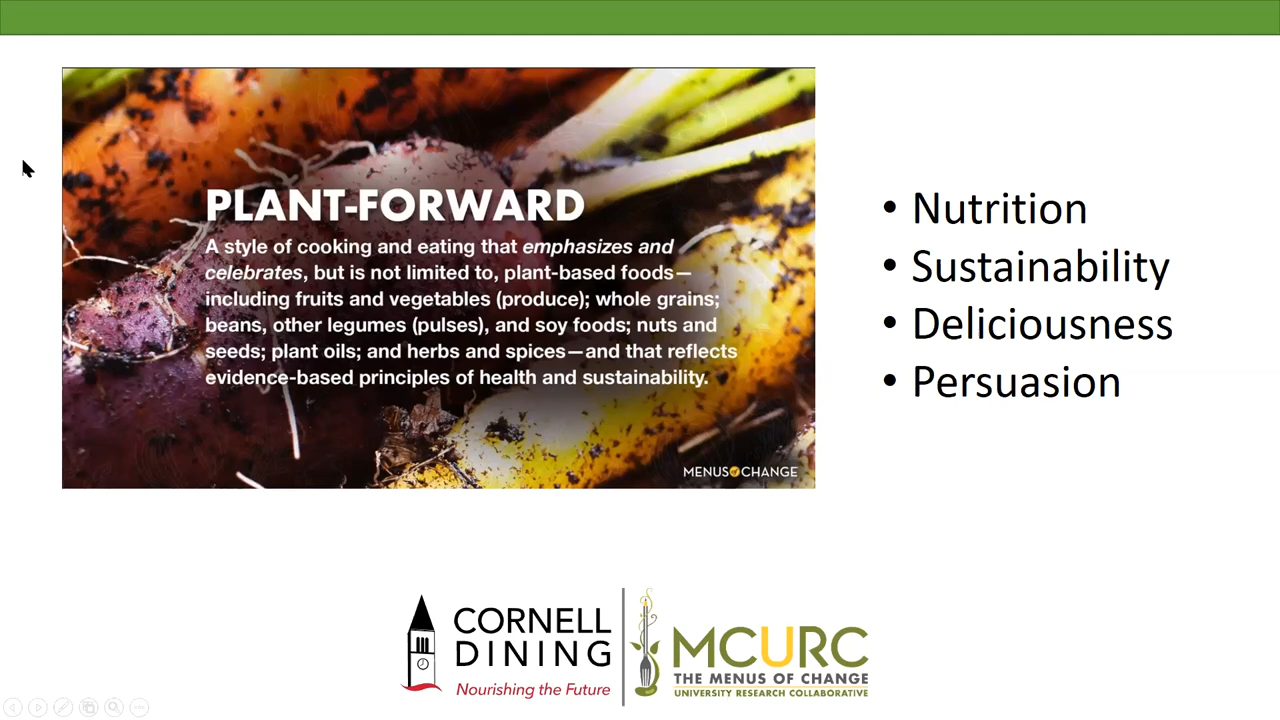 PLANT-FORWARD
A style of cooking and eating that emphasizes and
celebrates, but is not limited to, plant-based foods—
including fruits and vegetables (produce); whole grains;
beans, other legumes (pulses), and soy foods; nuts and
seeds; plant oils; and herbs and spices—and that reflects
evidence-based principles of health and sustainability.
MENUS OF CHANGE
• Nutrition
• Sustainability
• Deliciousness
• Persuasion
CORNELL
DINING
Nourishing the Future
MCURC
THE MENUS OF CHANGE
UNIVERSITY RESEARCH COLLABORATIVE